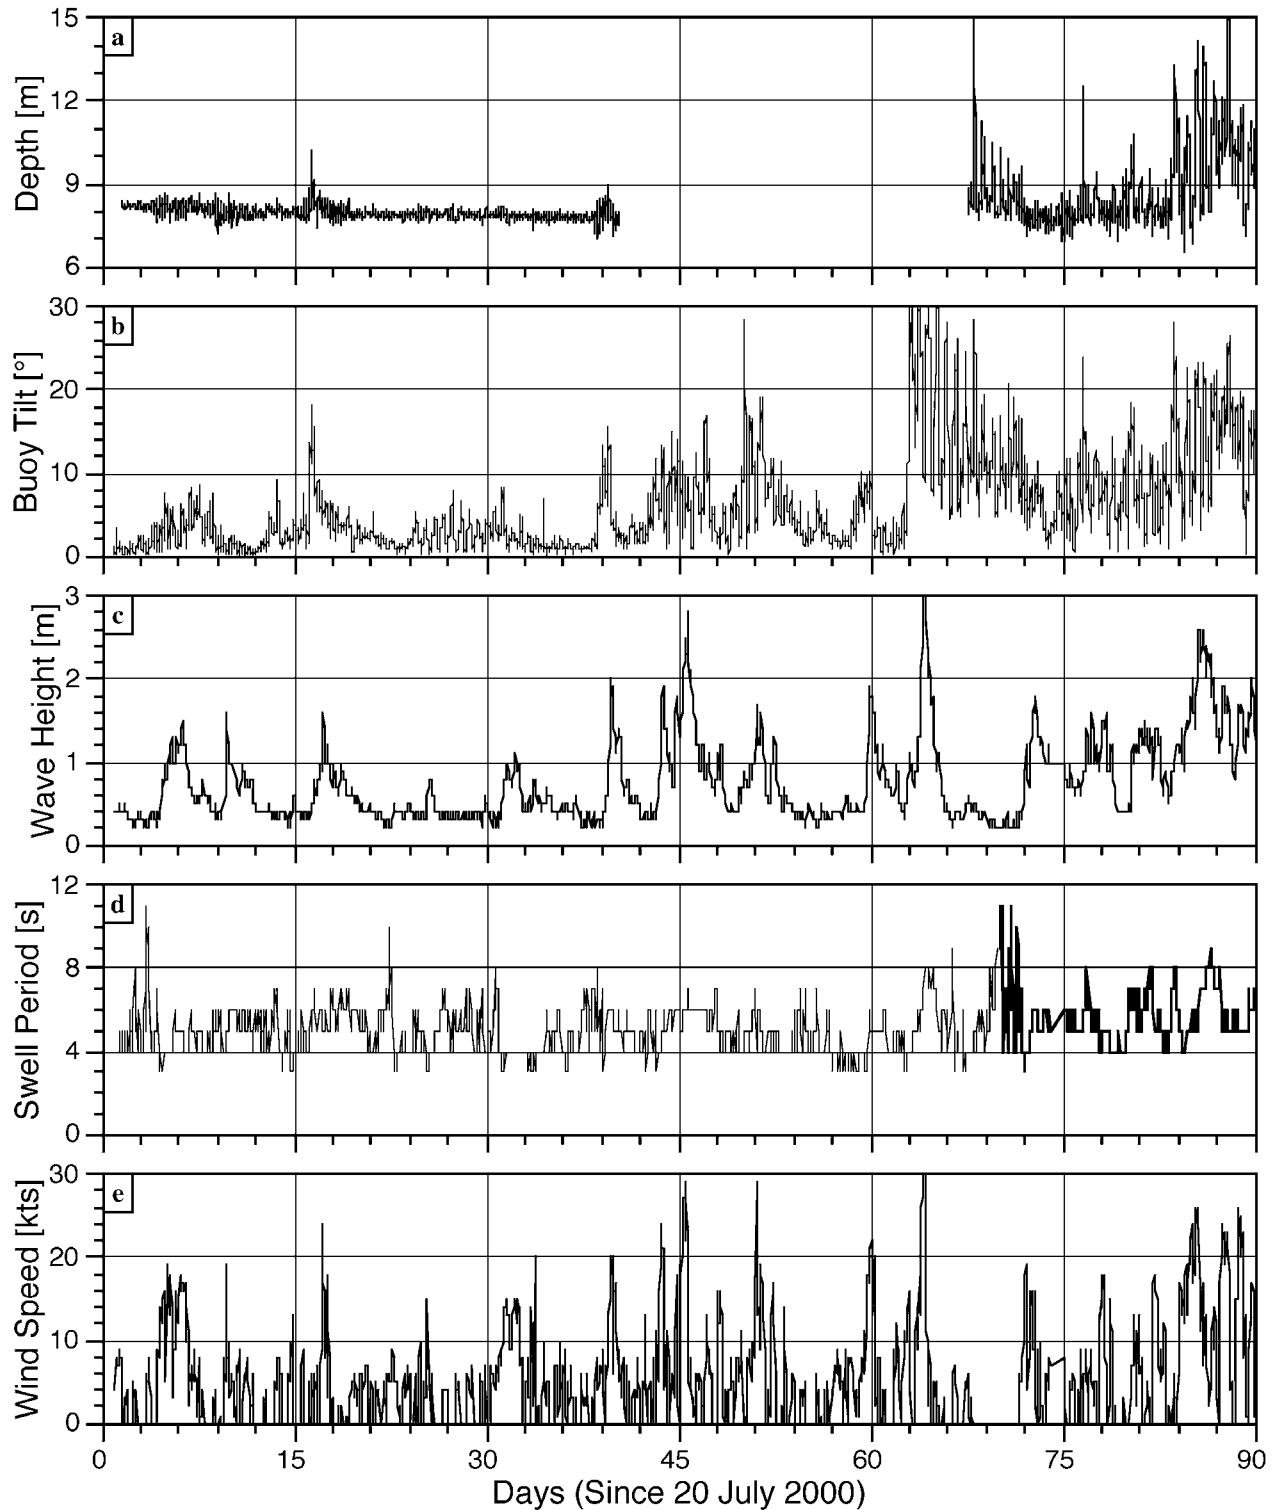 a
Depth [m]
15
12
9
6
b
Buoy Tilt [°]
30
20
10
0
c
Wave Height [m]
3
2
1
0
d
Swell Period [s]
12
8
4
0
e
Wind Speed [kts]
30
20
10
0
0 15 30 45 60 75 90
Days (Since 20 July 2000)